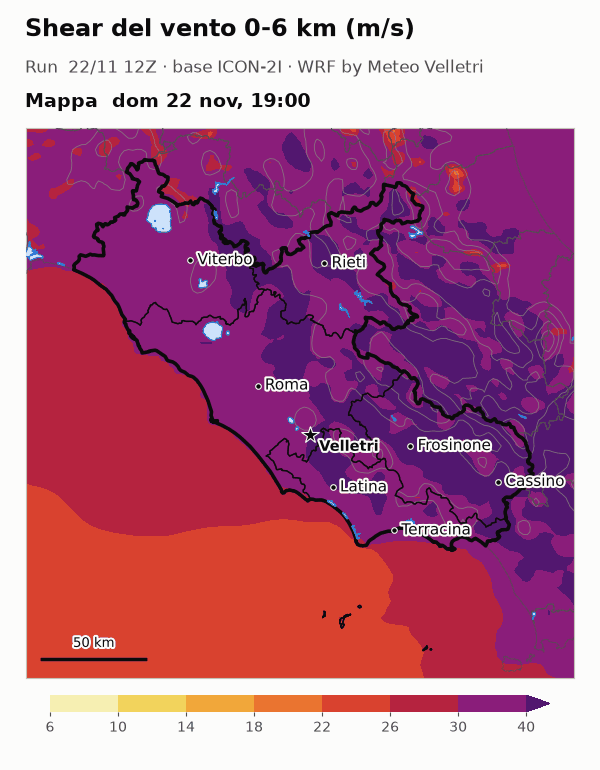 Shear del vento 0-6 km (m/s)
Run  22/11 12Z · base ICON-2I · WRF by Meteo Velletri
Mappa  dom 22 nov, 19:00
Viterbo
Rieti
Roma
Velletri
Frosinone
Cassino
Latina
Terracina
50 km
6 10 14 18 22 26 30 40